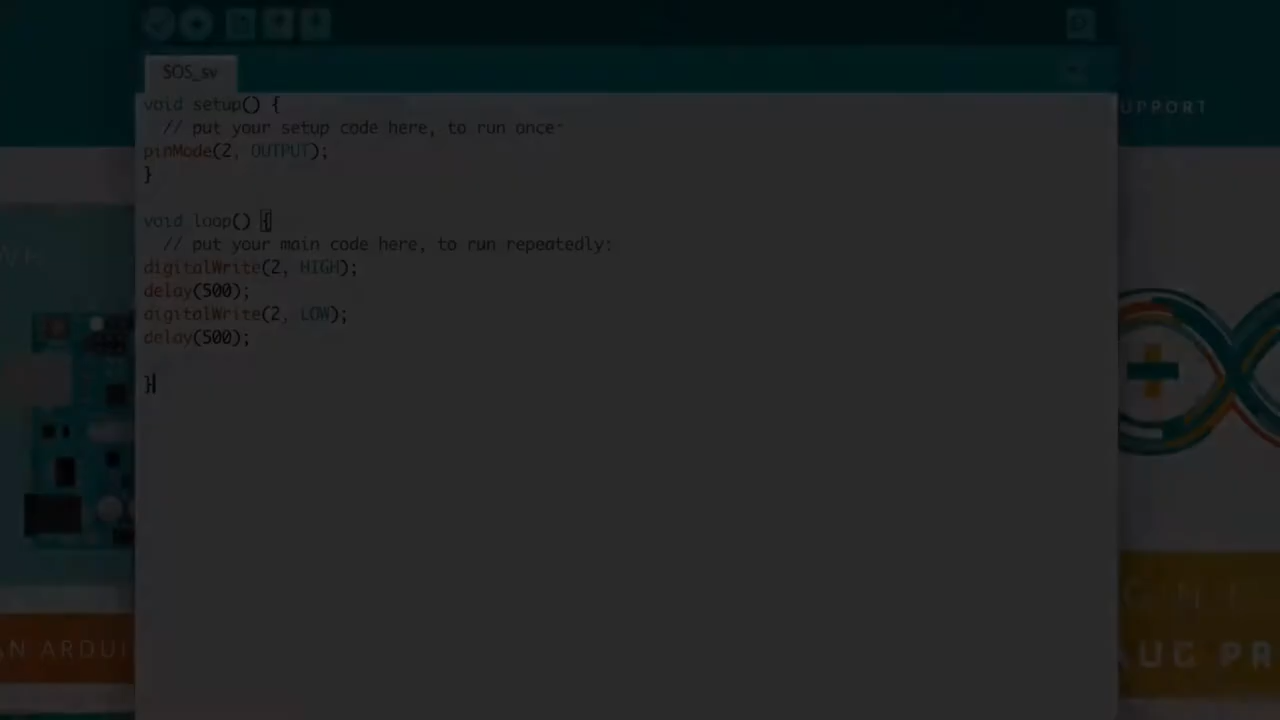 SOS_sv
void setup() {
// put your setup code here, to run once
pinMode(2, OUTPUT);
}
void loop() {
// put your main code here, to run repeatedly:
digitalWrite(2, HIGH);
delay(500);
digitalWrite(2, LOW);
delay(500);
}
UPPORT
AN ARDUI
AUG PR